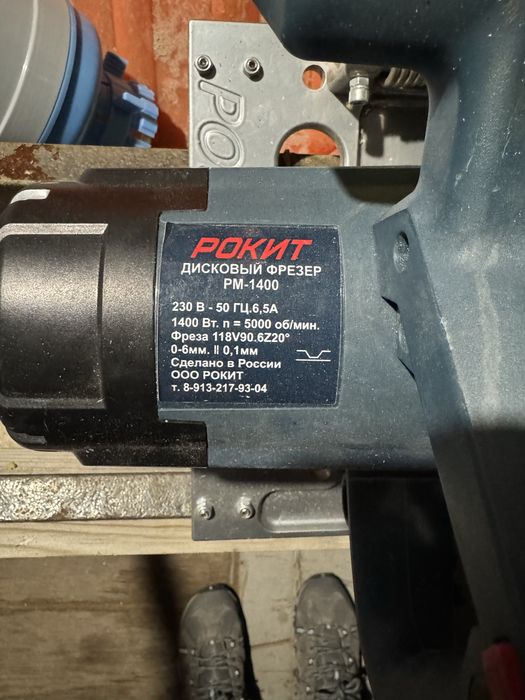 РО
РОКИТ
ДИСКОВЫЙ ФРЕЗЕР
РМ-1400
230 В - 50 ГЦ.6,5А
1400 Вт. n = 5000 об/мин.
Фреза 118V90.6Z20°
0-6мм. || 0,1мм
Сделано в России
ООО РОКИТ
т. 8-913-217-93-04